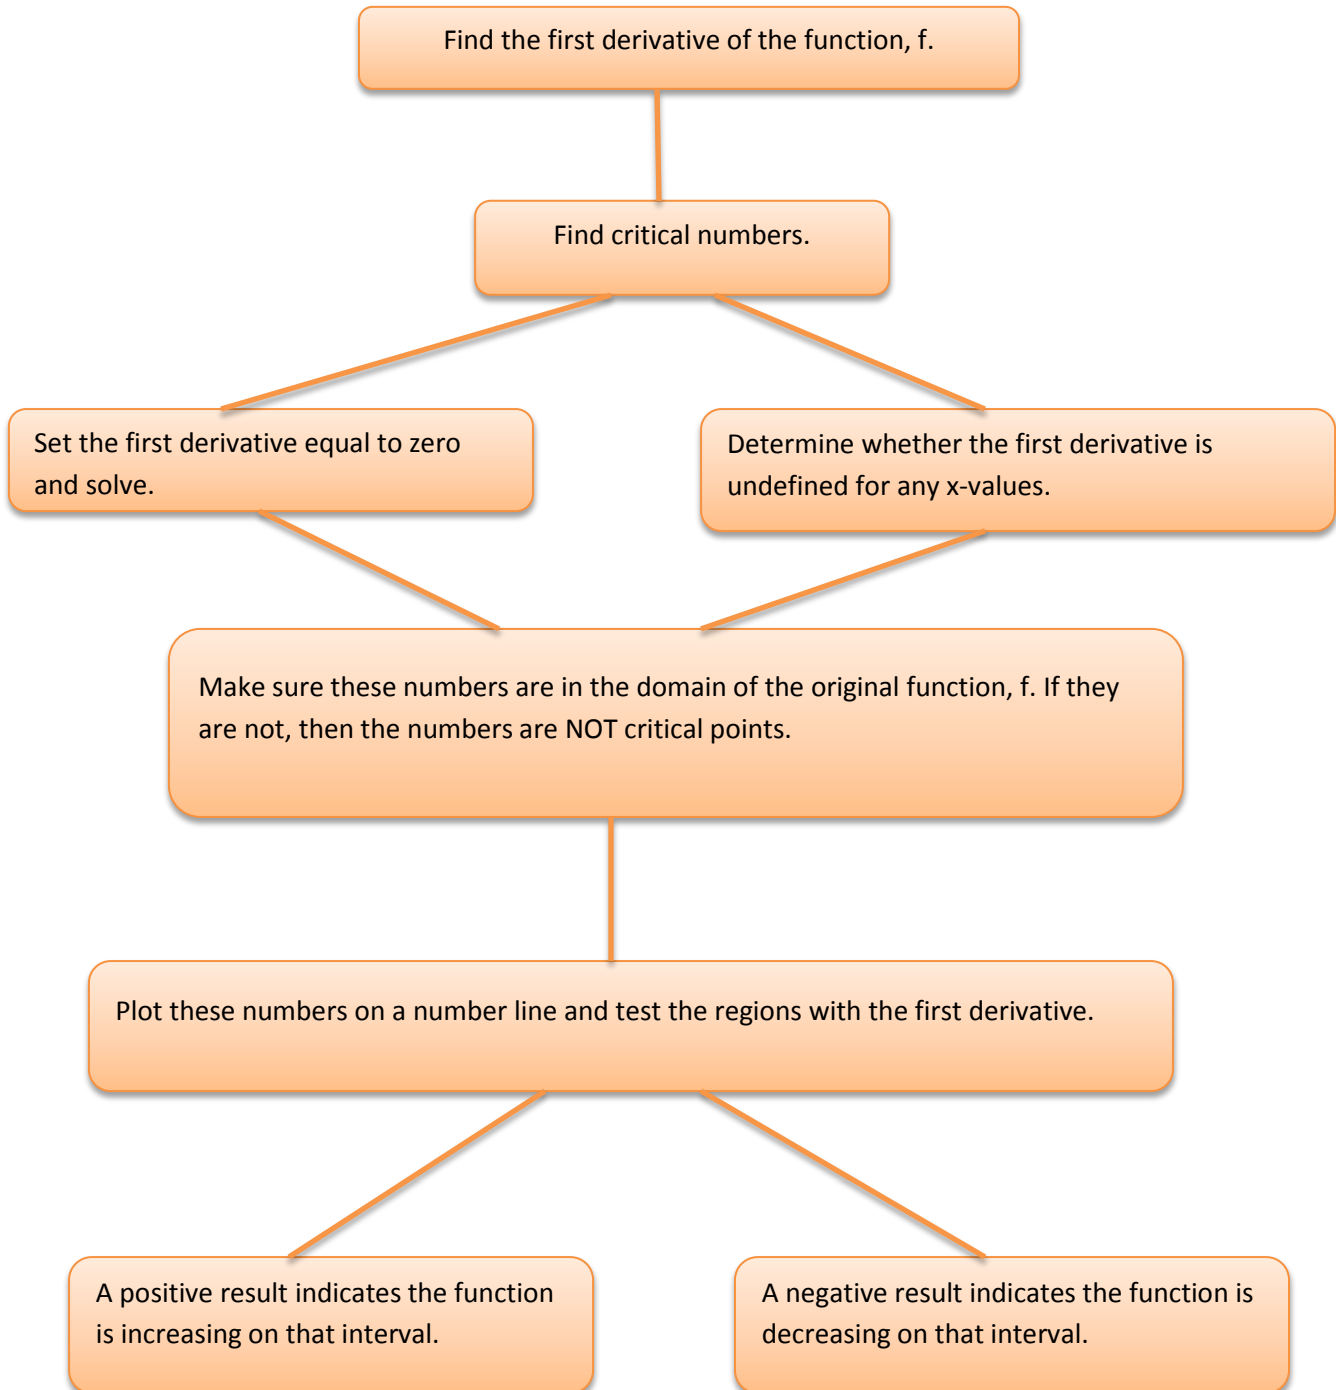 Find the first derivative of the function, f.
Find critical numbers.
Set the first derivative equal to zero
and solve.
Determine whether the first derivative is
undefined for any x-values.
Make sure these numbers are in the domain of the original function, f. If they
are not, then the numbers are NOT critical points.
Plot these numbers on a number line and test the regions with the first derivative.
A positive result indicates the function
is increasing on that interval.
A negative result indicates the function is
decreasing on that interval.